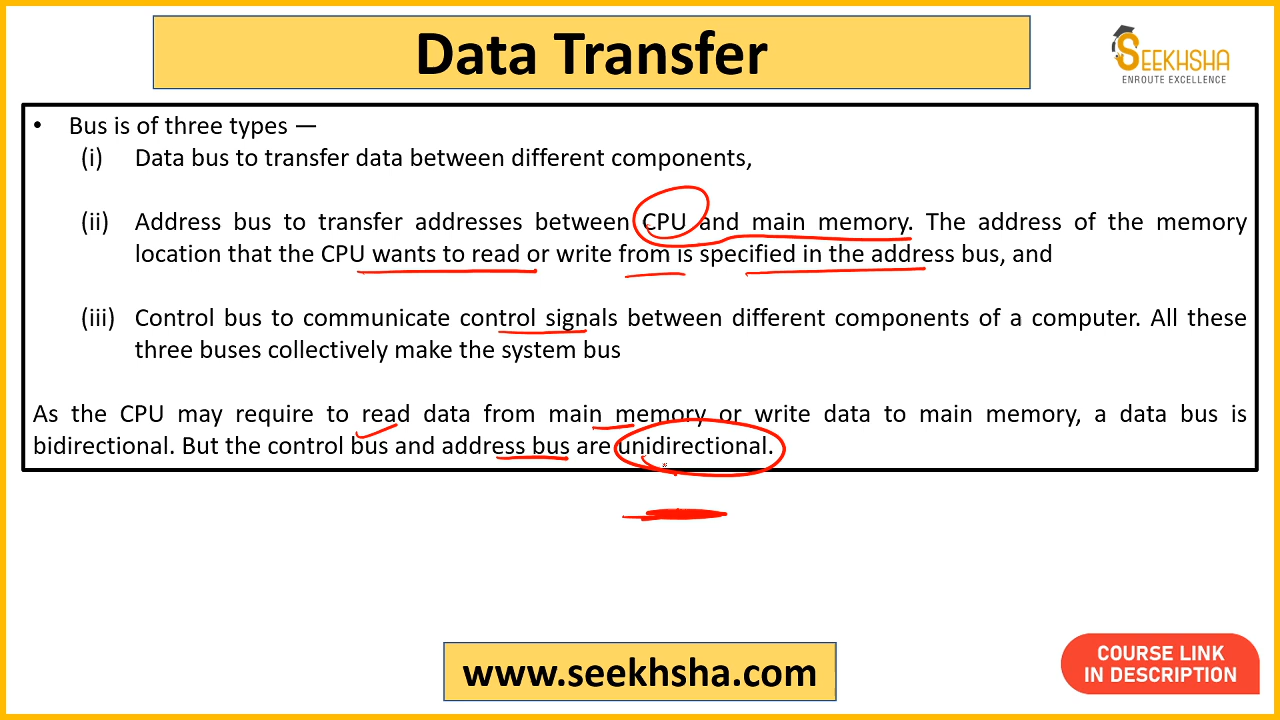 Data Transfer
SEEKHSHA
ENROUTE EXCELLENCE
• Bus is of three types —
(i) Data bus to transfer data between different components,
(ii) Address bus to transfer addresses between CPU and main memory. The address of the memory
location that the CPU wants to read or write from is specified in the address bus, and
(iii) Control bus to communicate control signals between different components of a computer. All these
three buses collectively make the system bus
As the CPU may require to read data from main memory or write data to main memory, a data bus is
bidirectional. But the control bus and address bus are unidirectional.
www.seekhsha.com
COURSE LINK
IN DESCRIPTION